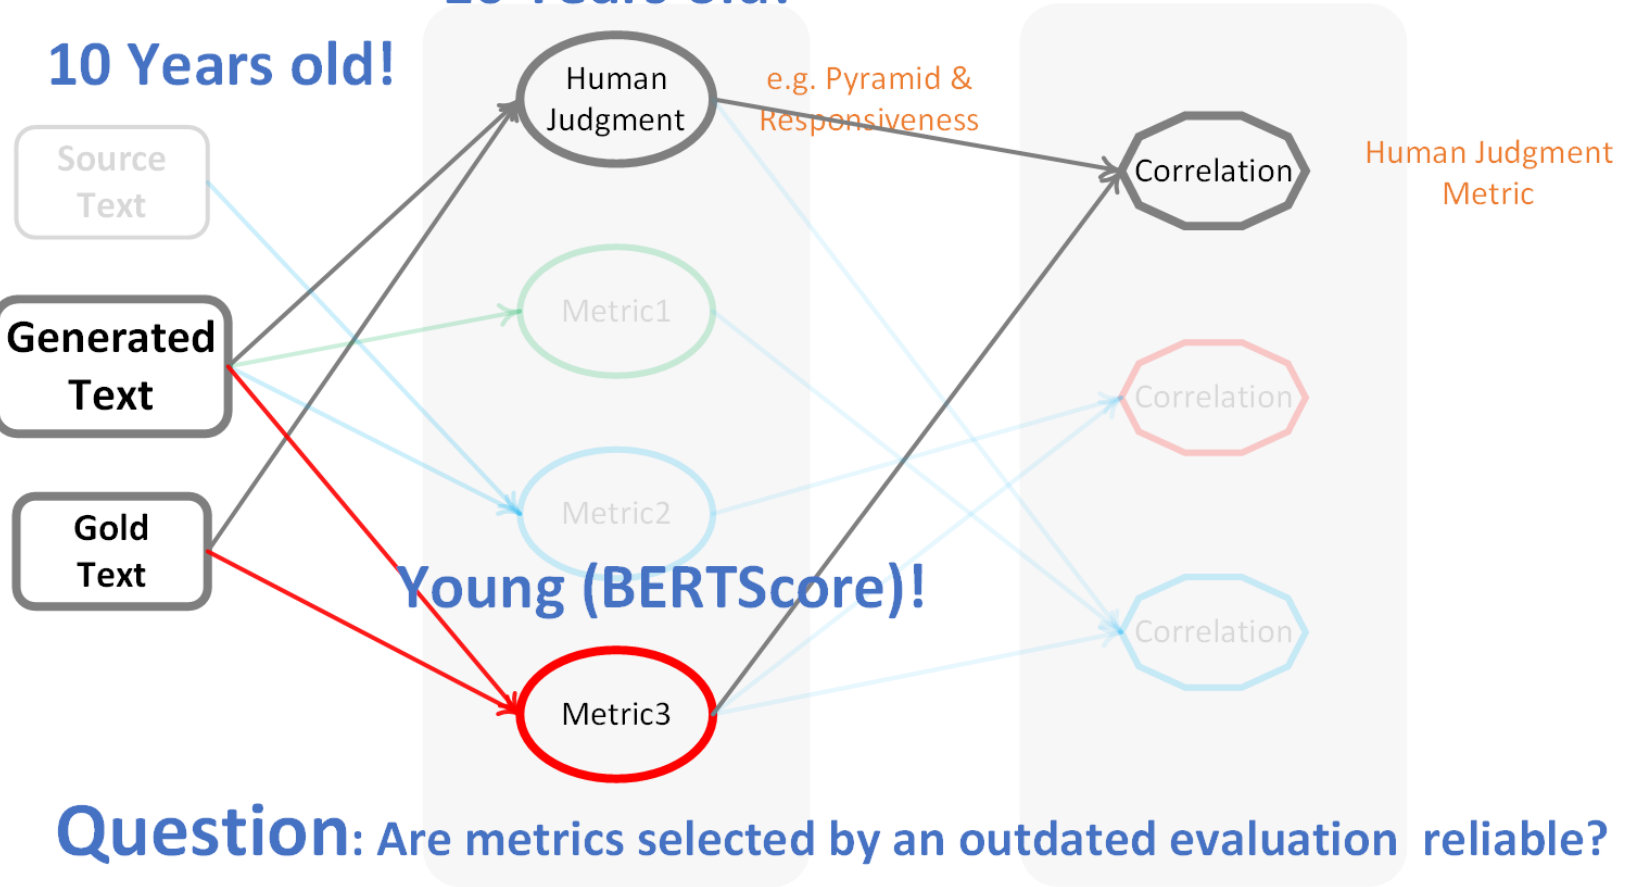 10 Years old!
Human
Judgment
e.g. Pyramid &
Responsiveness
Correlation
Human Judgment
Metric
Source
Text
Generated
Text
Metric1
Correlation
Gold
Text
Metric2
Young (BERTScore)!
Correlation
Metric3
Question: Are metrics selected by an outdated evaluation reliable?